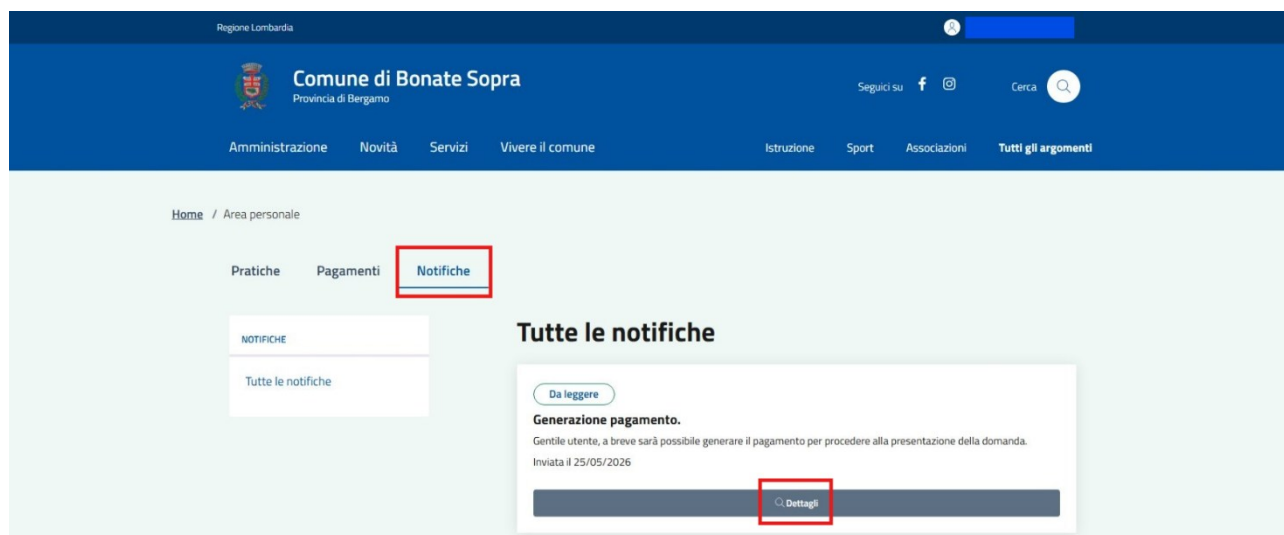 Regione Lombardia
Comune di Bonate Sopra
Provincia di Bergamo
Seguici su
Cerca
Amministrazione Novità Servizi Vivere il comune Istruzione Sport Associazioni Tutti gli argomenti
Home / Area personale
Pratiche Pagamenti Notifiche
NOTIFICHE
Tutte le notifiche
Tutte le notifiche
Da leggere
Generazione pagamento.
Gentile utente, a breve sarà possibile generare il pagamento per procedere alla presentazione della domanda.
Inviata il 25/05/2026
Dettagli